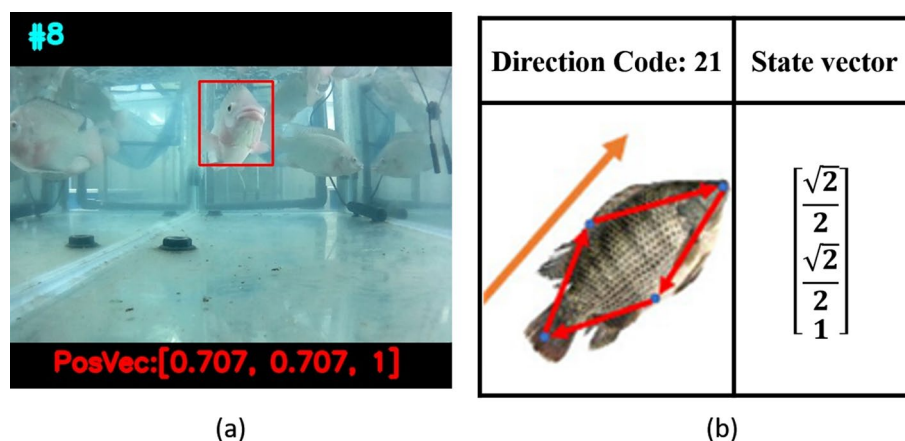 #8
PosVec:[0.707, 0.707, 1]
(a)
Direction Code: 21
State vector
√2
2
√2
2
1
(b)